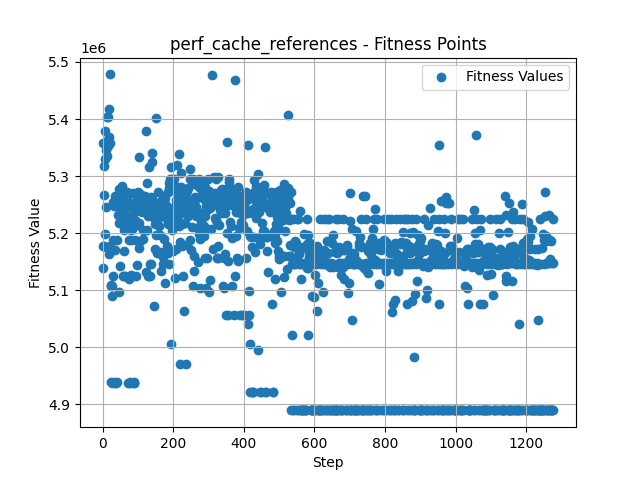 perf_cache_references - Fitness Points
1e6
5.5
5.4
5.3
5.2
5.1
5.0
4.9
Fitness Value
Fitness Values
0 200 400 600 800 1000 1200
Step